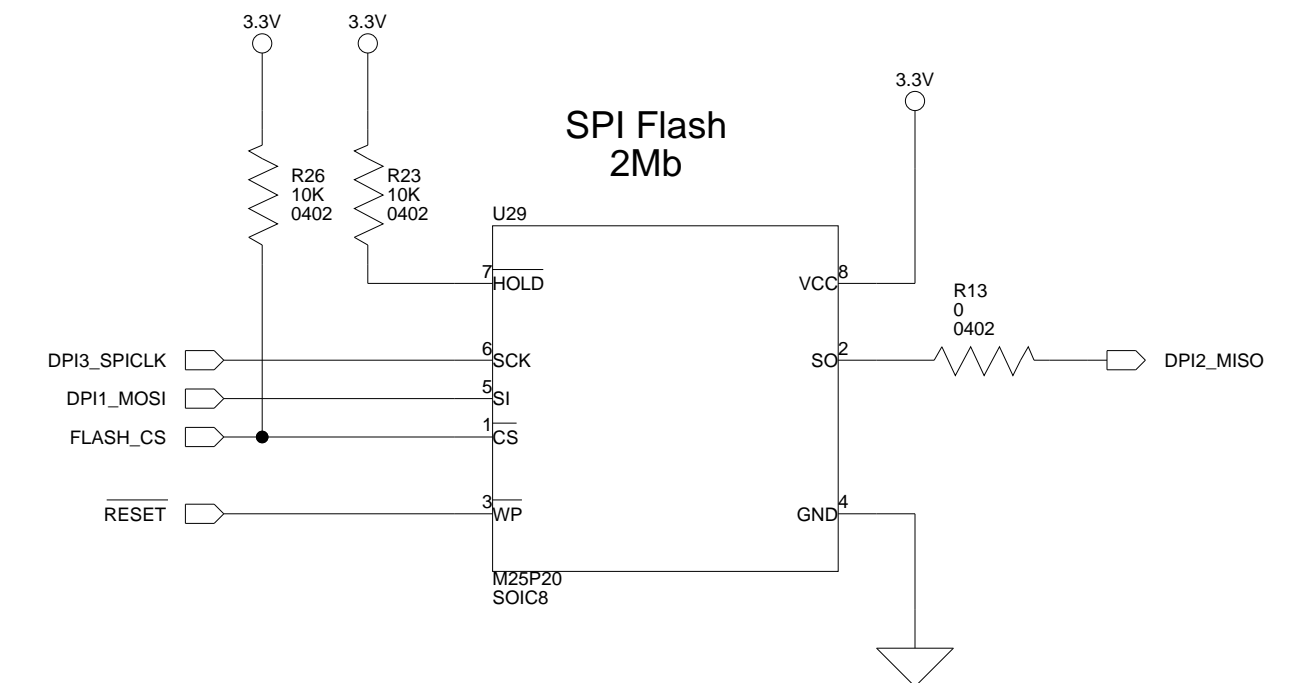 3.3V
3.3V
3.3V
SPI Flash
2Mb
R26
10K
0402
R23
10K
0402
U29
7
HOLD
VCC
8
R13
0
0402
DPI3_SPICLK
6
SCK
SO
2
DPI2_MISO
DPI1_MOSI
5
SI
FLASH_CS
1
CS
RESET
3
WP
GND
4
M25P20
SOIC8